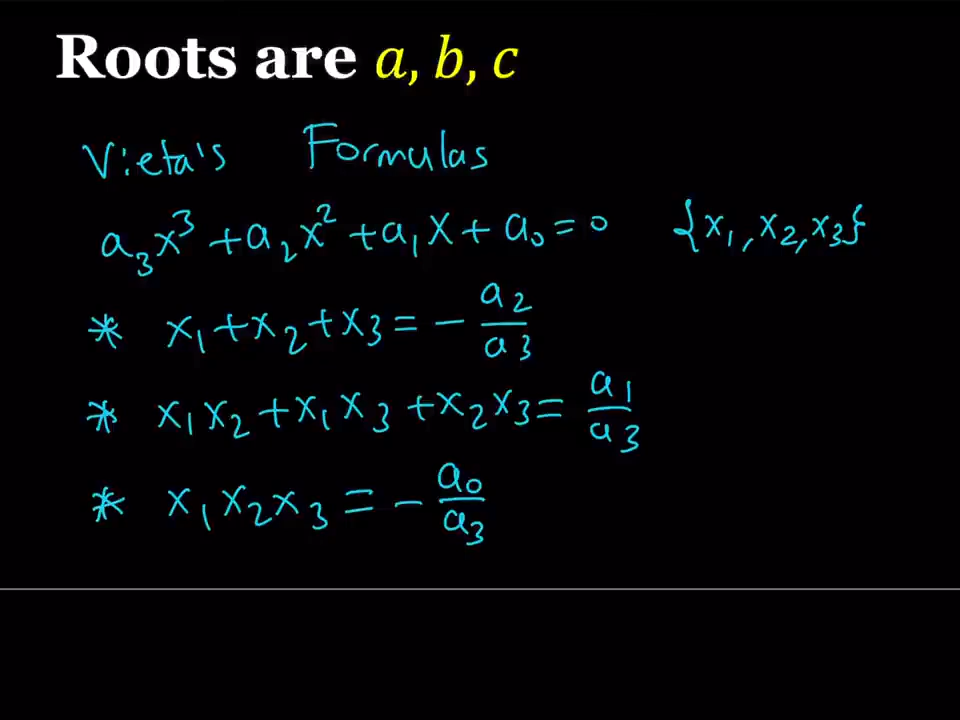 Roots are a, b, c
Vieta's Formulas
a₃x³ + a₂x² + a₁x + a₀ = 0 {x₁, x₂, x₃}
* x₁ + x₂ + x₃ = - a₂/a₃
* x₁x₂ + x₁x₃ + x₂x₃ = a₁/a₃
* x₁x₂x₃ = - a₀/a₃